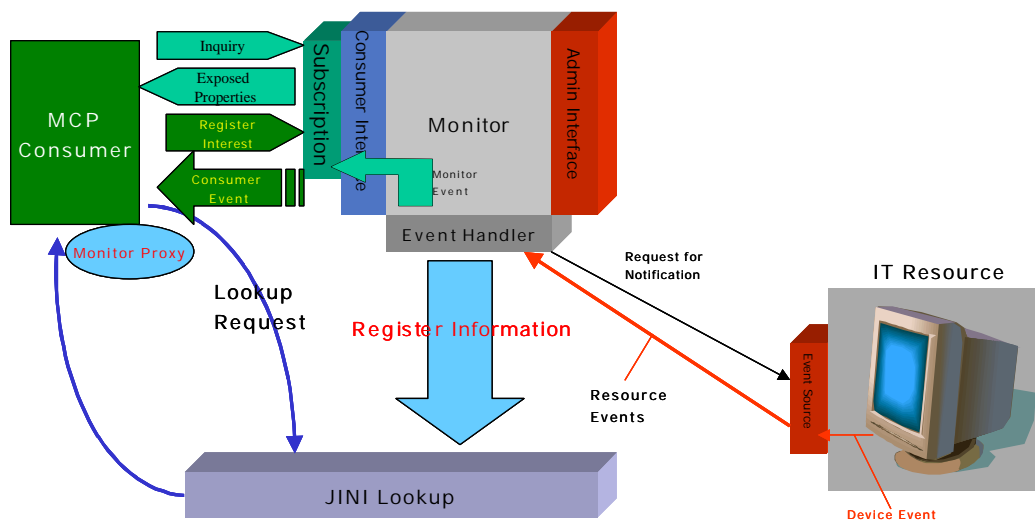 Inquiry
Exposed
Properties
Register
Interest
Consumer
Event
MCP
Consumer
Monitor Proxy
Subscription
Consumer Interface
Monitor
Admin Interface
Monitor
Event
Event Handler
Lookup
Request
Register Information
Request for
Notification
IT Resource
Event Source
Resource
Events
Device Event
JINI Lookup